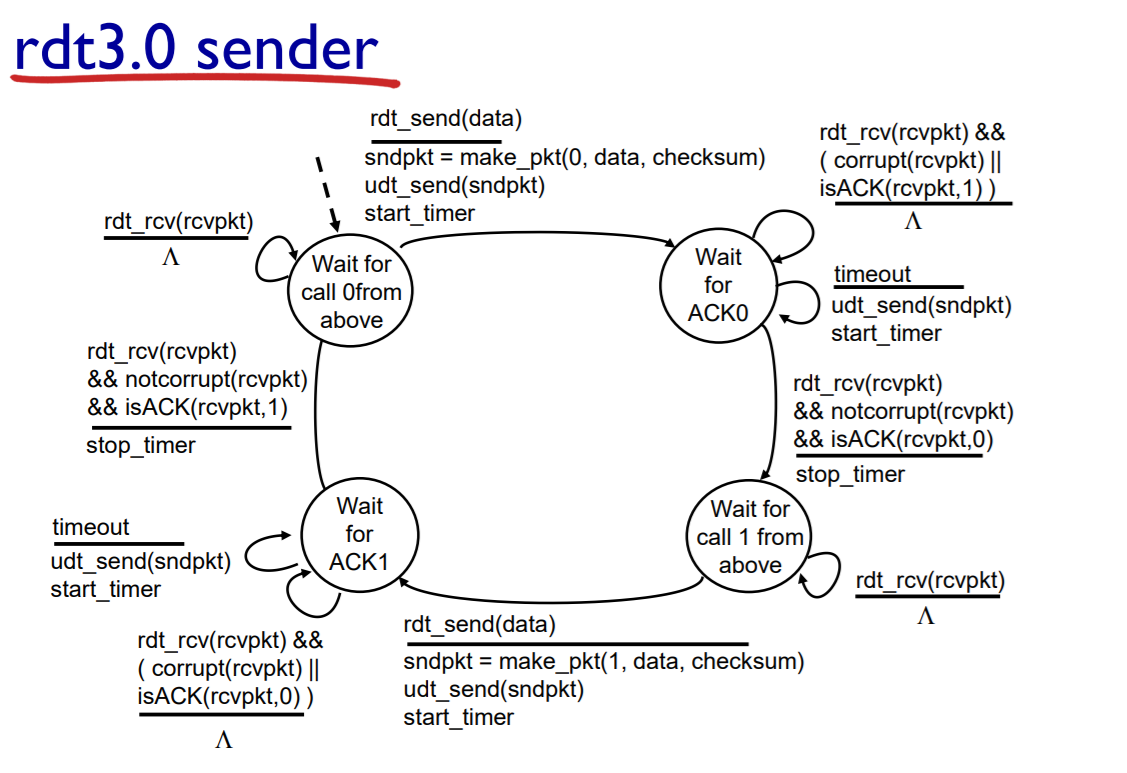 rdt3.0 sender
rdt_send(data)
sndpkt = make_pkt(0, data, checksum)
udt_send(sndpkt)
start_timer
rdt_rcv(rcvpkt) &&
( corrupt(rcvpkt) ||
isACK(rcvpkt,1) )
Λ
rdt_rcv(rcvpkt)
Λ
Wait for
call 0from
above
Wait
for
ACK0
timeout
udt_send(sndpkt)
start_timer
rdt_rcv(rcvpkt)
&& notcorrupt(rcvpkt)
&& isACK(rcvpkt,1)
stop_timer
rdt_rcv(rcvpkt)
&& notcorrupt(rcvpkt)
&& isACK(rcvpkt,0)
stop_timer
Wait
for
ACK1
Wait for
call 1 from
above
timeout
udt_send(sndpkt)
start_timer
rdt_rcv(rcvpkt)
Λ
rdt_rcv(rcvpkt) &&
( corrupt(rcvpkt) ||
isACK(rcvpkt,0) )
Λ
rdt_send(data)
sndpkt = make_pkt(1, data, checksum)
udt_send(sndpkt)
start_timer